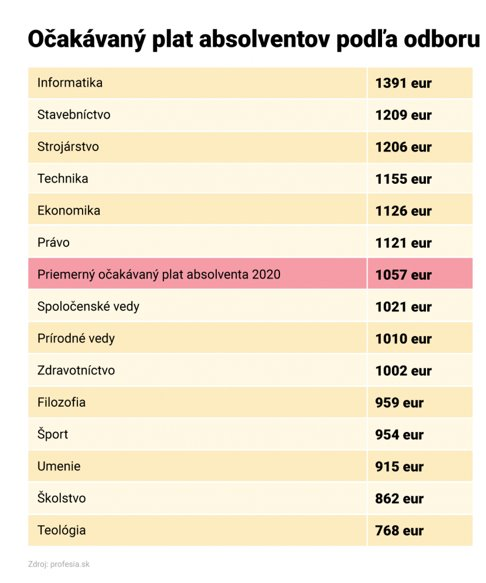 Očakávaný plat absolventov podľa odboru
Informatika 1391 eur
Stavebníctvo 1209 eur
Strojárstvo 1206 eur
Technika 1155 eur
Ekonomika 1126 eur
Právo 1121 eur
Priemerný očakávaný plat absolventa 2020 1057 eur
Spoločenské vedy 1021 eur
Prírodné vedy 1010 eur
Zdravotníctvo 1002 eur
Filozofia 959 eur
Šport 954 eur
Umenie 915 eur
Školstvo 862 eur
Teológia 768 eur
Zdroj: profesia.sk